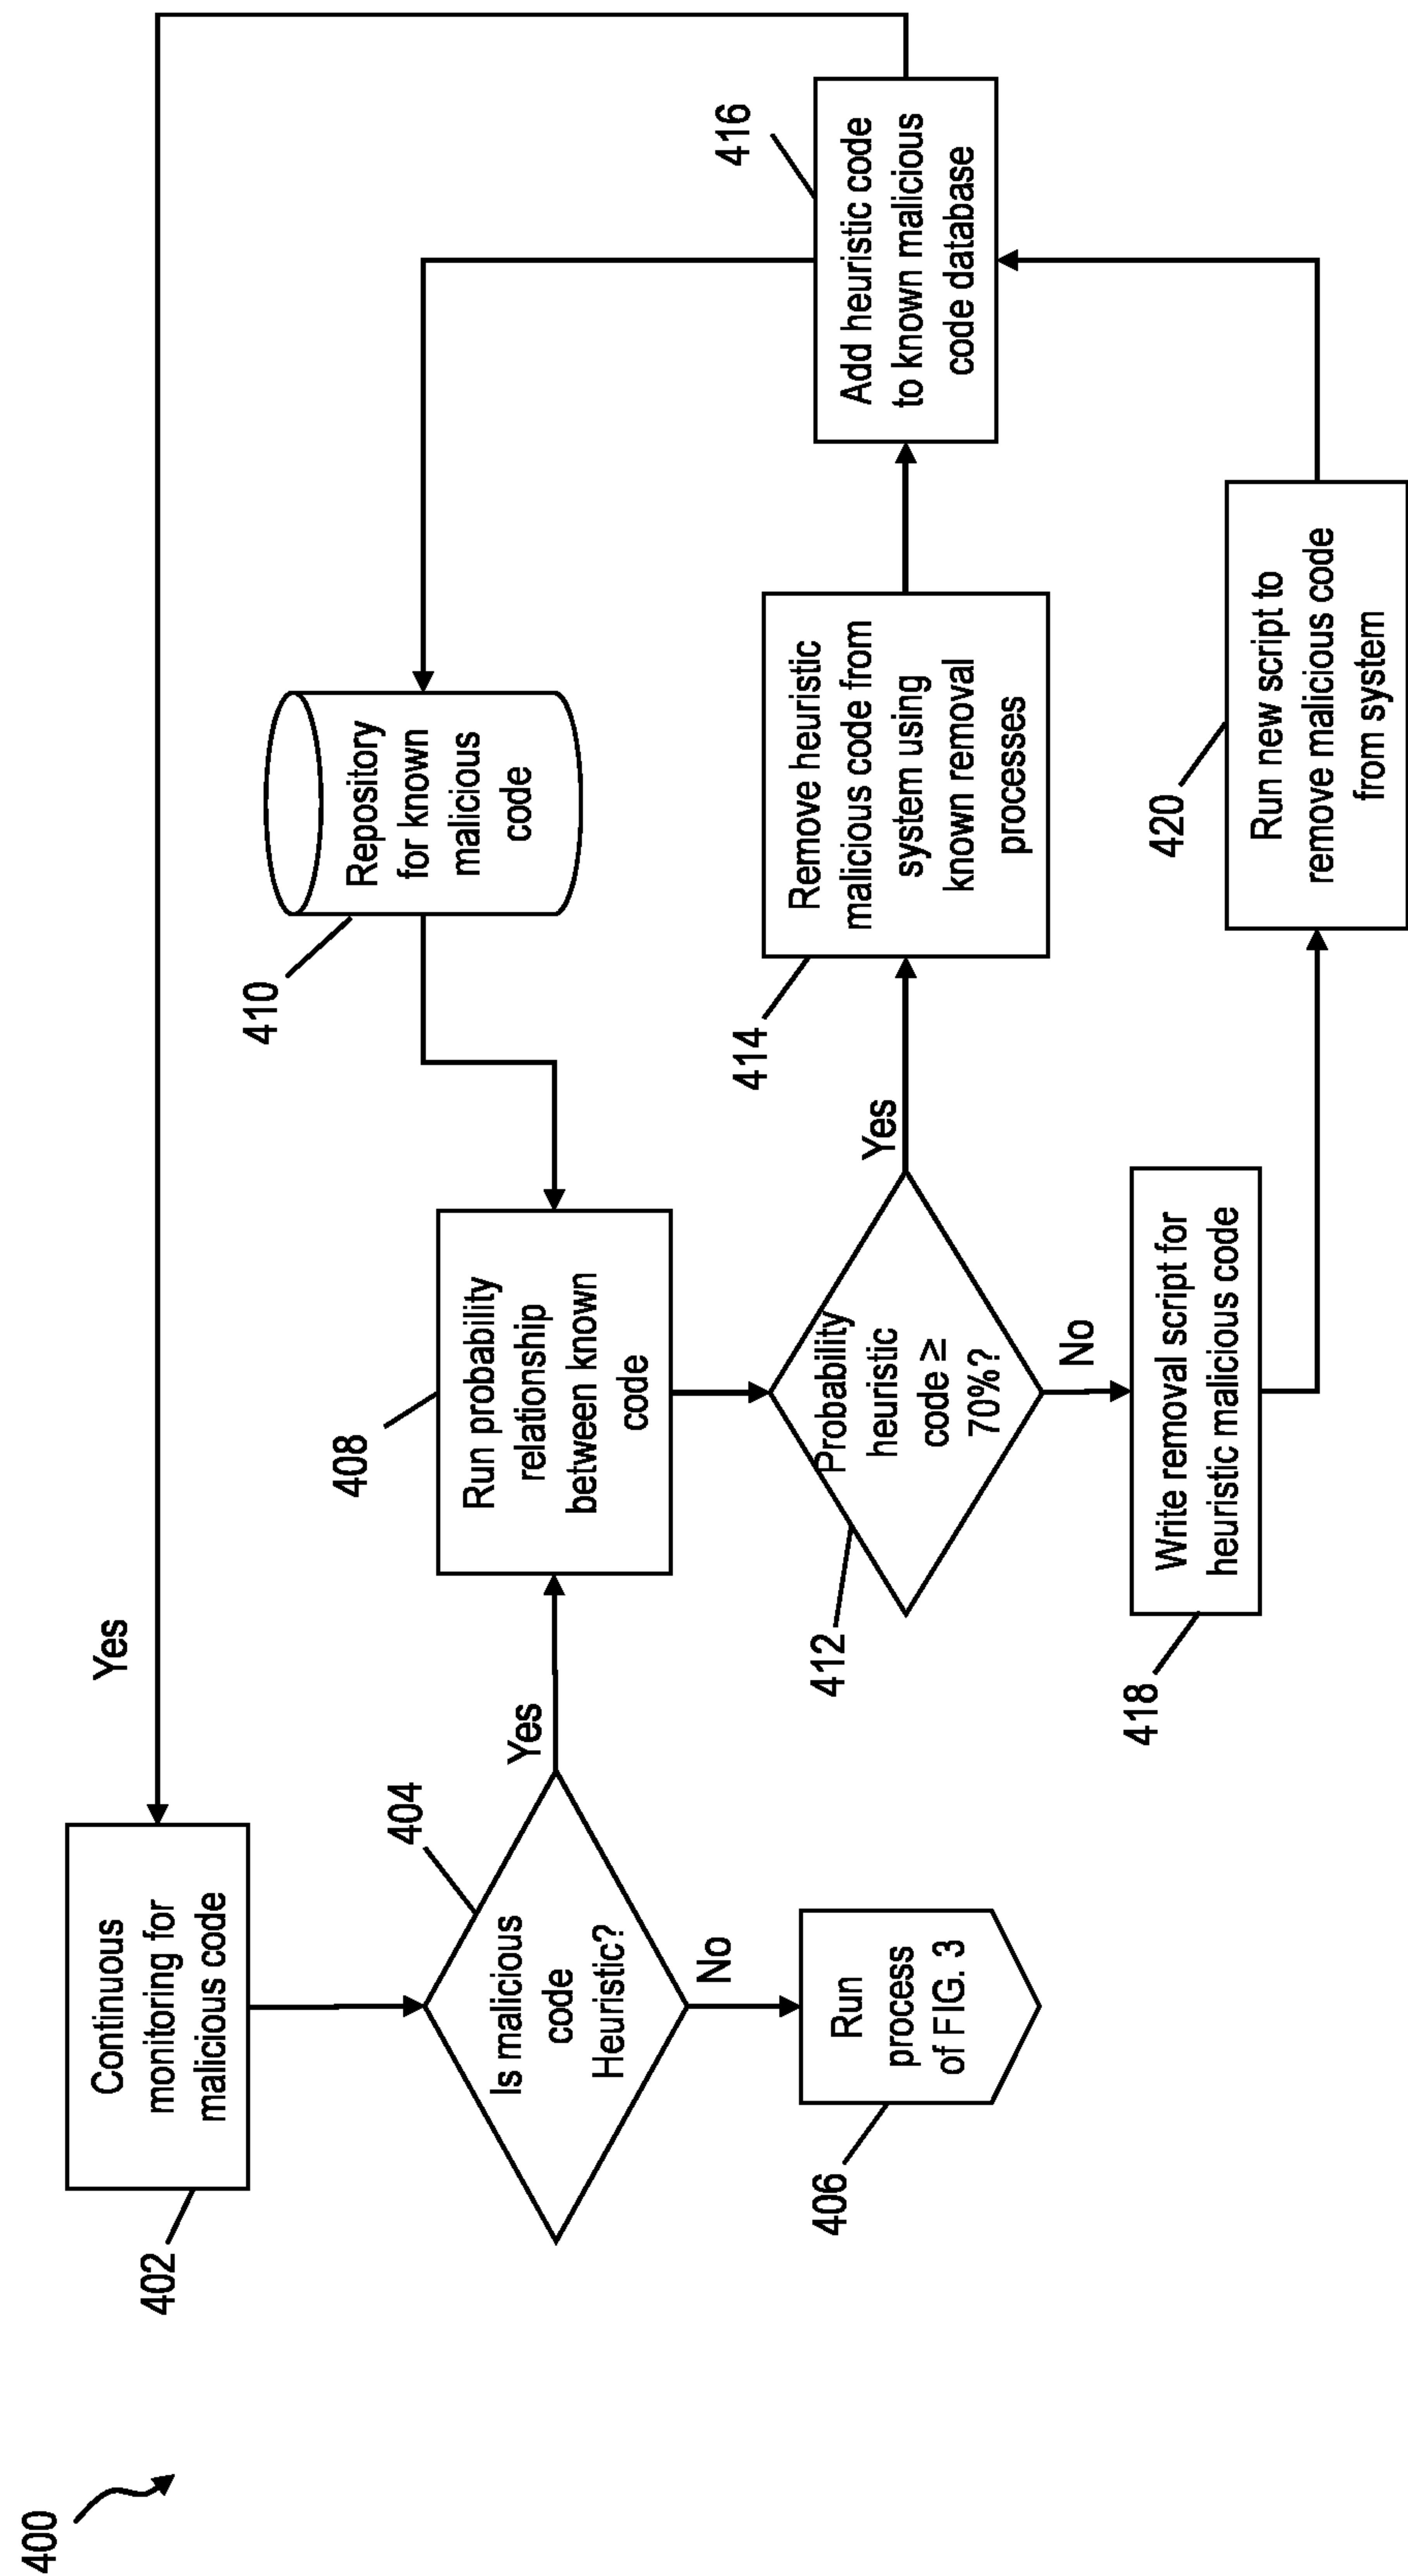 400
402
Continuous
monitoring for
malicious code
Yes
404
Is malicious
code
Heuristic?
Yes
No
406
Run
process
of FIG. 3
408
Run probability
relationship
between known
code
410
Repository
for known
malicious
code
412
Probability
heuristic
code ≥
70%?
Yes
No
414
Remove heuristic
malicious code from
system using
known removal
processes
416
Add heuristic code
to known malicious
code database
418
Write removal script for
heuristic malicious code
420
Run new script to
remove malicious code
from system